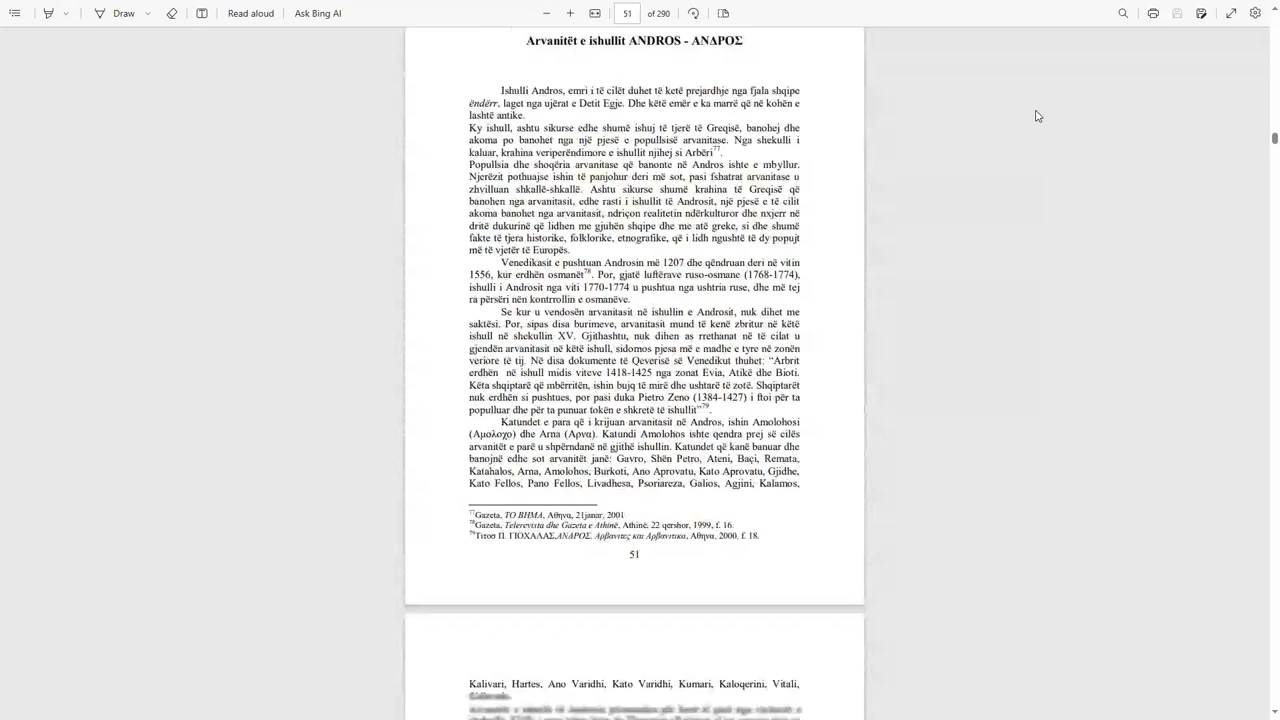 Draw
Read aloud
Ask Bing AI
51 of 290
Arvanitët e ishullit ANDROS - ΑΝΔΡΟΣ
Ishulli Andros, emri i të cilët duhet të ketë prejardhje nga fjala shqipe
ëndërr, laget nga ujërat e Detit Egje. Dhe këtë emër e ka marrë që në kohën e
lashtë antike.
Ky ishull, ashtu sikurse edhe shumë ishuj të tjerë të Greqisë, banohej dhe
akoma po banohet nga një pjesë e popullsisë arvanitase. Nga shekulli i
kaluar, krahina veriperëndimore e ishullit njihej si Arbëri77.
Popullsia dhe shoqëria arvanitase që banonte në Andros ishte e mbyllur.
Njerëzit pothuajse ishin të panjohur deri më sot, pasi fshatrat arvanitase u
zhvilluan shkallë-shkallë. Ashtu sikurse shumë krahina të Greqisë që
banohen nga arvanitasit, edhe rasti i ishullit të Androsit, një pjesë e të cilit
akoma banohet nga arvanitasit, ndriçon realitetin ndërkulturor dhe nxjerr në
dritë dukurinë që lidhen me gjuhën shqipe dhe me atë greke, si dhe shumë
fakte të tjera historike, folklorike, etnografike, që i lidh ngushtë të dy popujt
më të vjetër të Europës.
Venedikasit e pushtuan Androsin më 1207 dhe qëndruan deri në vitin
1556, kur erdhën osmanët78. Por, gjatë luftërave ruso-osmane (1768-1774),
ishulli i Androsit nga viti 1770-1774 u pushtua nga ushtria ruse, dhe më tej
ra përsëri nën kontrrollin e osmanëve.
Se kur u vendosën arvanitasit në ishullin e Androsit, nuk dihet me
saktësi. Por, sipas disa burimeve, arvanitasit mund të kenë zbritur në këtë
ishull në shekullin XV. Gjithashtu, nuk dihen as rrethanat në të cilat u
gjendën arvanitasit në këtë ishull, sidomos pjesa më e madhe e tyre në zonën
veriore të tij. Në disa dokumente të Qeverisë së Venedikut thuhet: “Arbrit
erdhën në ishull midis viteve 1418-1425 nga zonat Evia, Atikë dhe Bioti.
Këta shqiptarë që mbërritën, ishin bujq të mirë dhe ushtarë të zotë. Shqiptarët
nuk erdhën si pushtues, por pasi duka Pietro Zeno (1384-1427) i ftoi për ta
populluar dhe për ta punuar tokën e shkretë të ishullit”79.
Katundet e para që i krijuan arvanitasit në Andros, ishin Amolohosi
(Αμολοχο) dhe Arna (Αρνα). Katundi Amolohos ishte qendra prej së cilës
arvanitët e parë u shpërndanë në gjithë ishullin. Katundet që kanë banuar dhe
banojnë edhe sot arvanitët janë: Gavro, Shën Petro, Ateni, Baçi, Remata,
Katahalos, Arna, Amolohos, Burkoti, Ano Aprovatu, Kato Aprovatu, Gjidhe,
Kato Fellos, Pano Fellos, Livadhesa, Psoriareza, Galios, Agjini, Kalamos,
77Gazeta, ΤΟ ΒΗΜΑ, Αθηνα, 21janar, 2001
78Gazeta, Telerevista dhe Gazeta e Athinë, Athinë, 22 qershor, 1999, f. 16.
79Τιτοσ Π. ΓΙΟΧΑΛΑΣ,ΑΝΔΡΟΣ. Αρβανιτες και Αρβανιτικα, Αθηνα, 2000, f. 18.
51
Kalivari, Hartes, Ano Varidhi, Kato Varidhi, Kumari, Kaloqerini, Vitali,